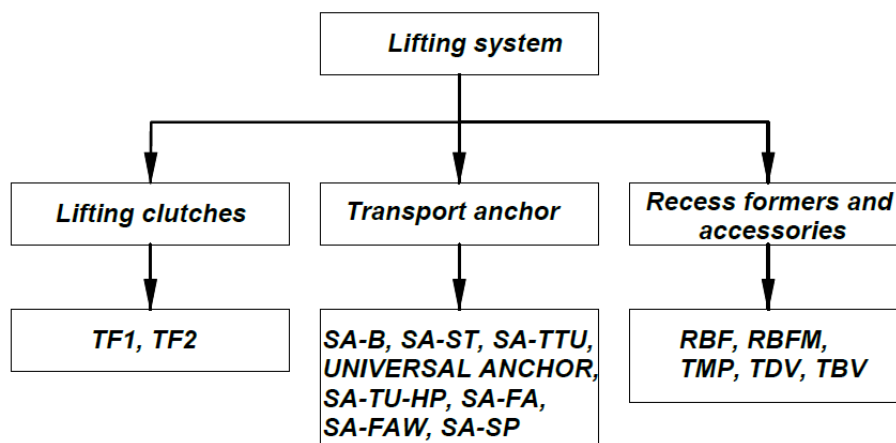 Lifting system
Lifting clutches
Transport anchor
Recess formers and
accessories
TF1, TF2
SA-B, SA-ST, SA-TTU,
UNIVERSAL ANCHOR,
SA-TU-HP, SA-FA,
SA-FAW, SA-SP
RBF, RBFM,
TMP, TDV, TBV